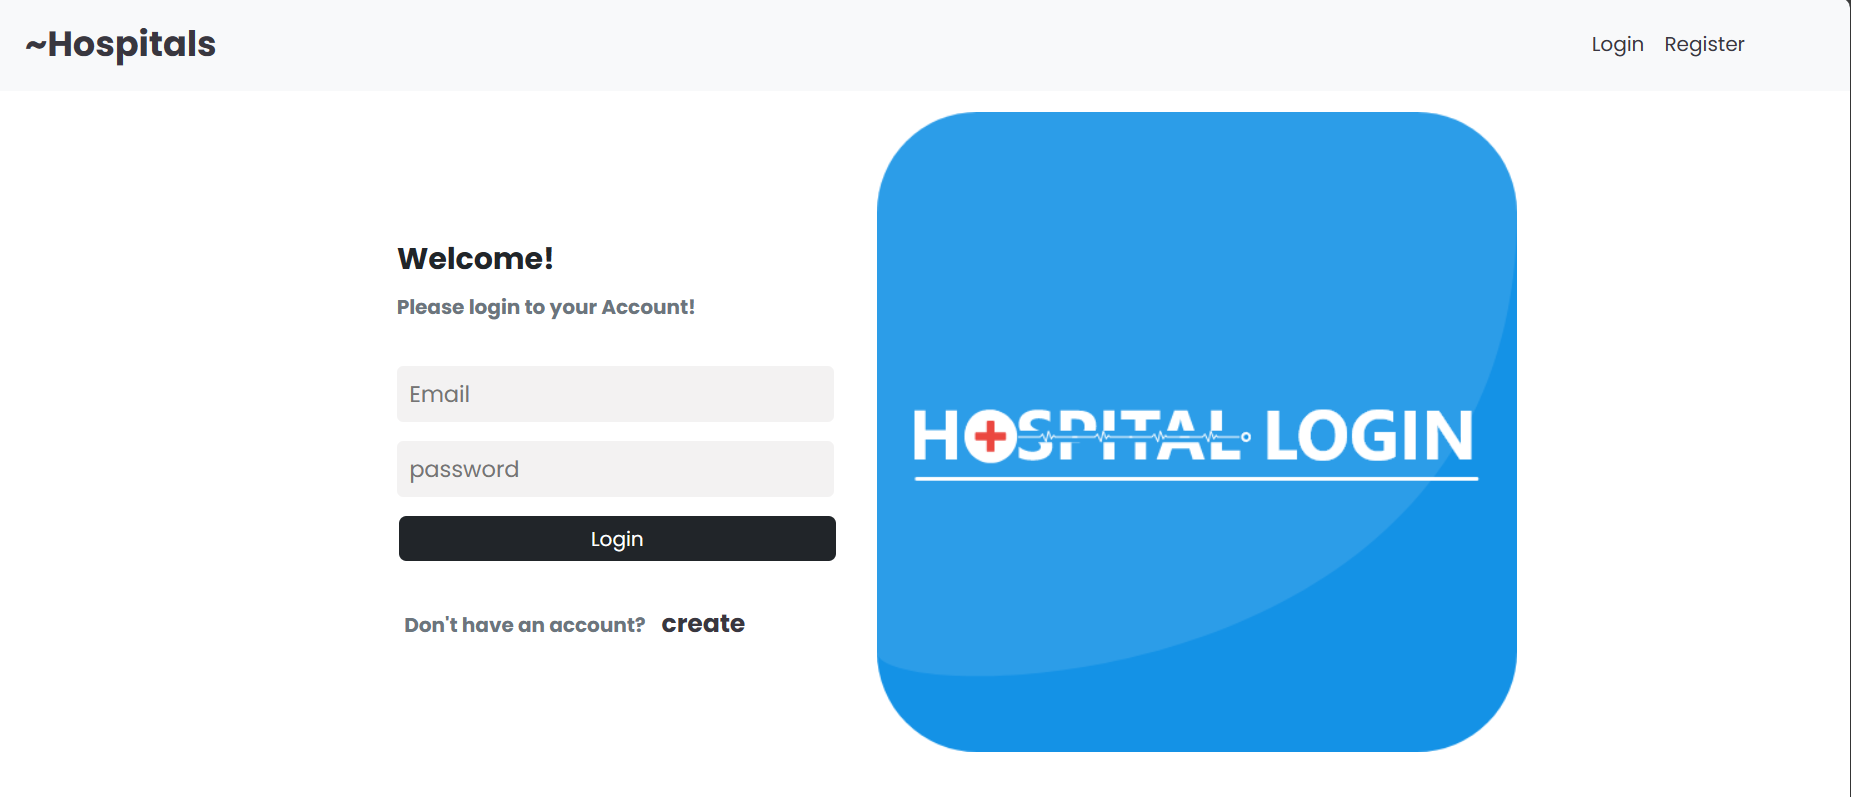 ~Hospitals
Login Register
Welcome!
Please login to your Account!
Email
password
Login
Don't have an account? create
HOSPITAL LOGIN